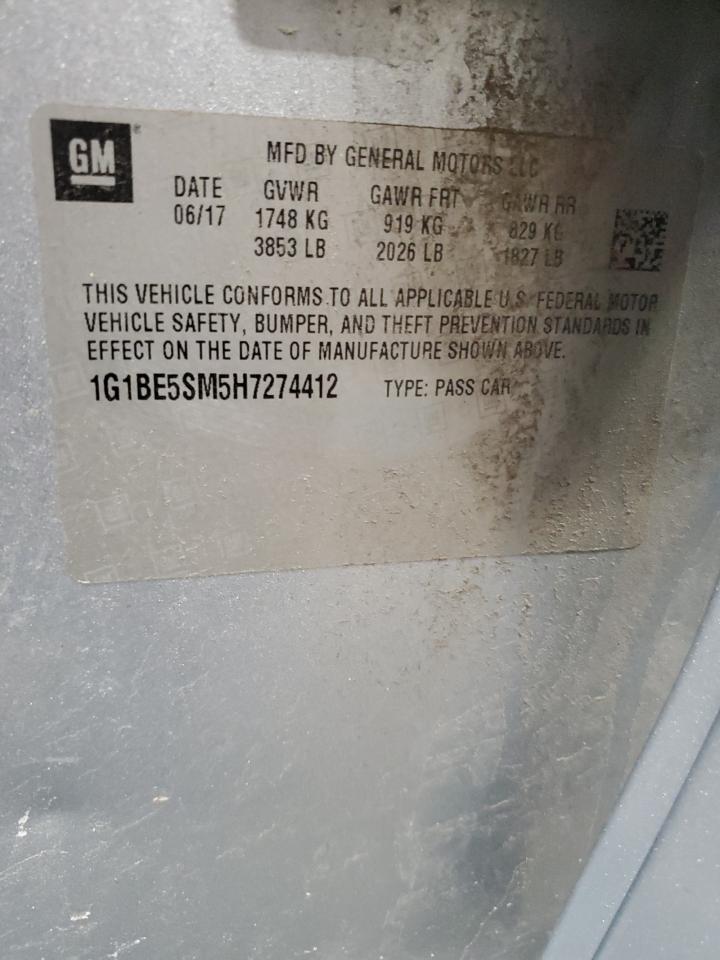 GM
MFD BY GENERAL MOTORS LLC
DATE GVWR GAWR FRT GAWR RR
06/17 1748 KG 919 KG 829 KG
3853 LB 2026 LB 1827 LB
THIS VEHICLE CONFORMS TO ALL APPLICABLE U.S. FEDERAL MOTOR
VEHICLE SAFETY, BUMPER, AND THEFT PREVENTION STANDARDS IN
EFFECT ON THE DATE OF MANUFACTURE SHOWN ABOVE.
1G1BE5SM5H7274412 TYPE: PASS CAR